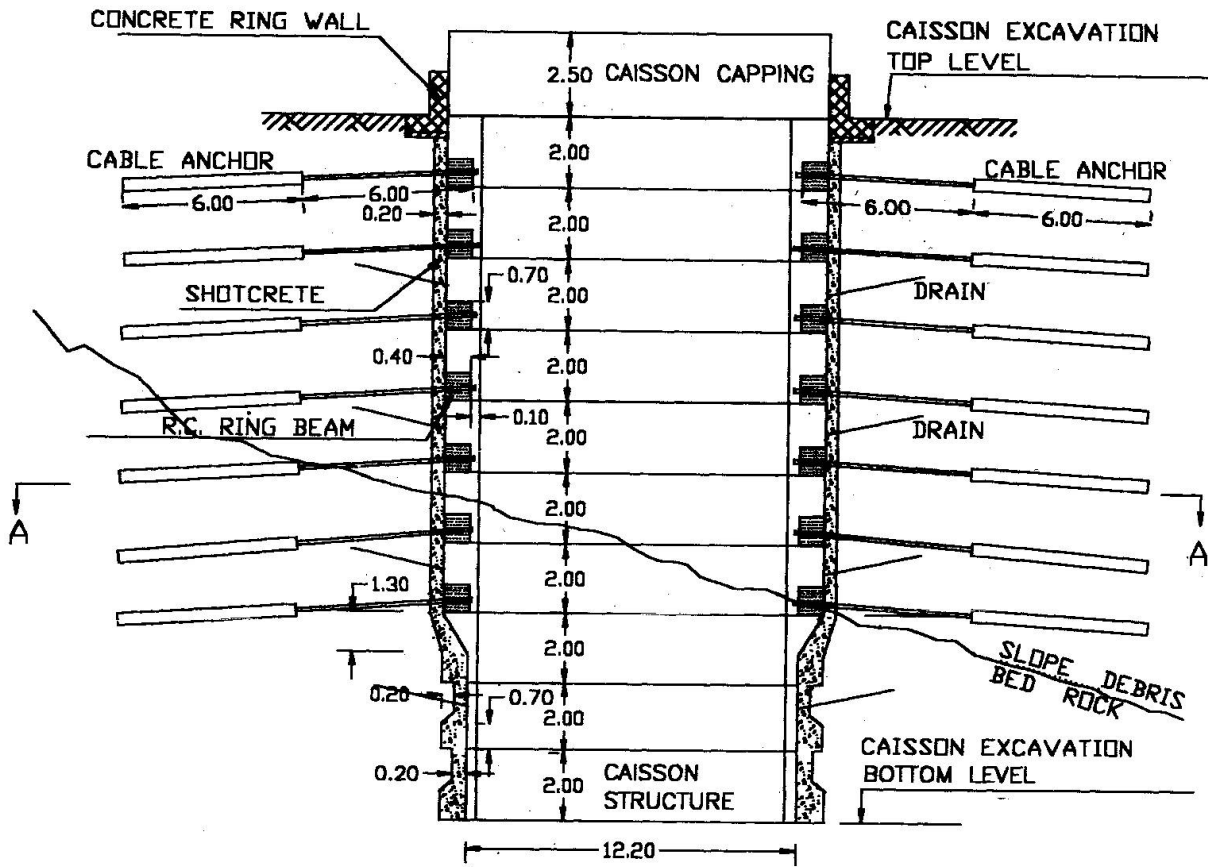 CONCRETE RING WALL
CAISSON EXCAVATION
TOP LEVEL
2.50 CAISSON CAPPING
2.00
CABLE ANCHOR
CABLE ANCHOR
6.00
6.00
0.20
6.00
6.00
2.00
SHOTCRETE
0.70
2.00
DRAIN
0.40
2.00
R.C. RING BEAM
0.10
2.00
DRAIN
A
2.00
A
1.30
2.00
2.00
SLOPE DEBRIS
BED ROCK
0.20
0.70
2.00
0.20
2.00
CAISSON
STRUCTURE
CAISSON EXCAVATION
BOTTOM LEVEL
12.20